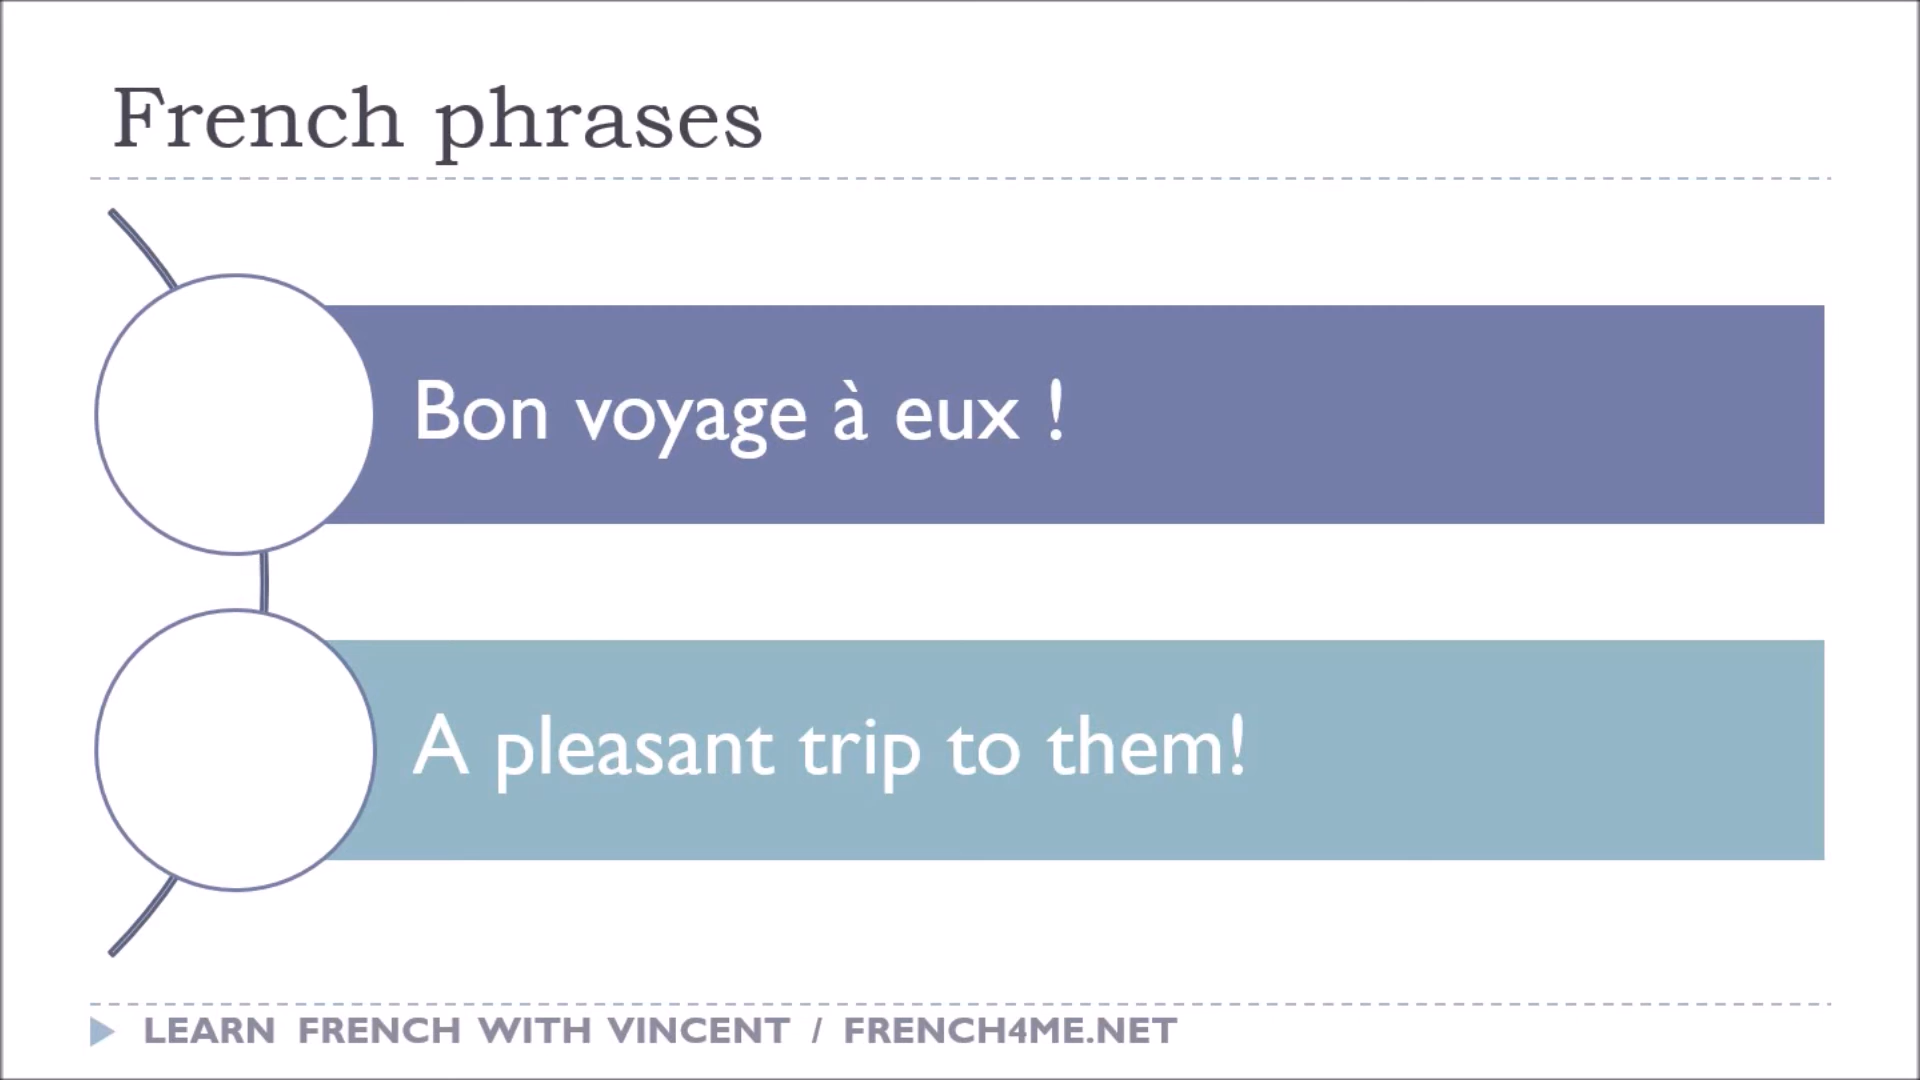 French phrases
Bon voyage à eux !
A pleasant trip to them!
LEARN FRENCH WITH VINCENT / FRENCH4ME.NET